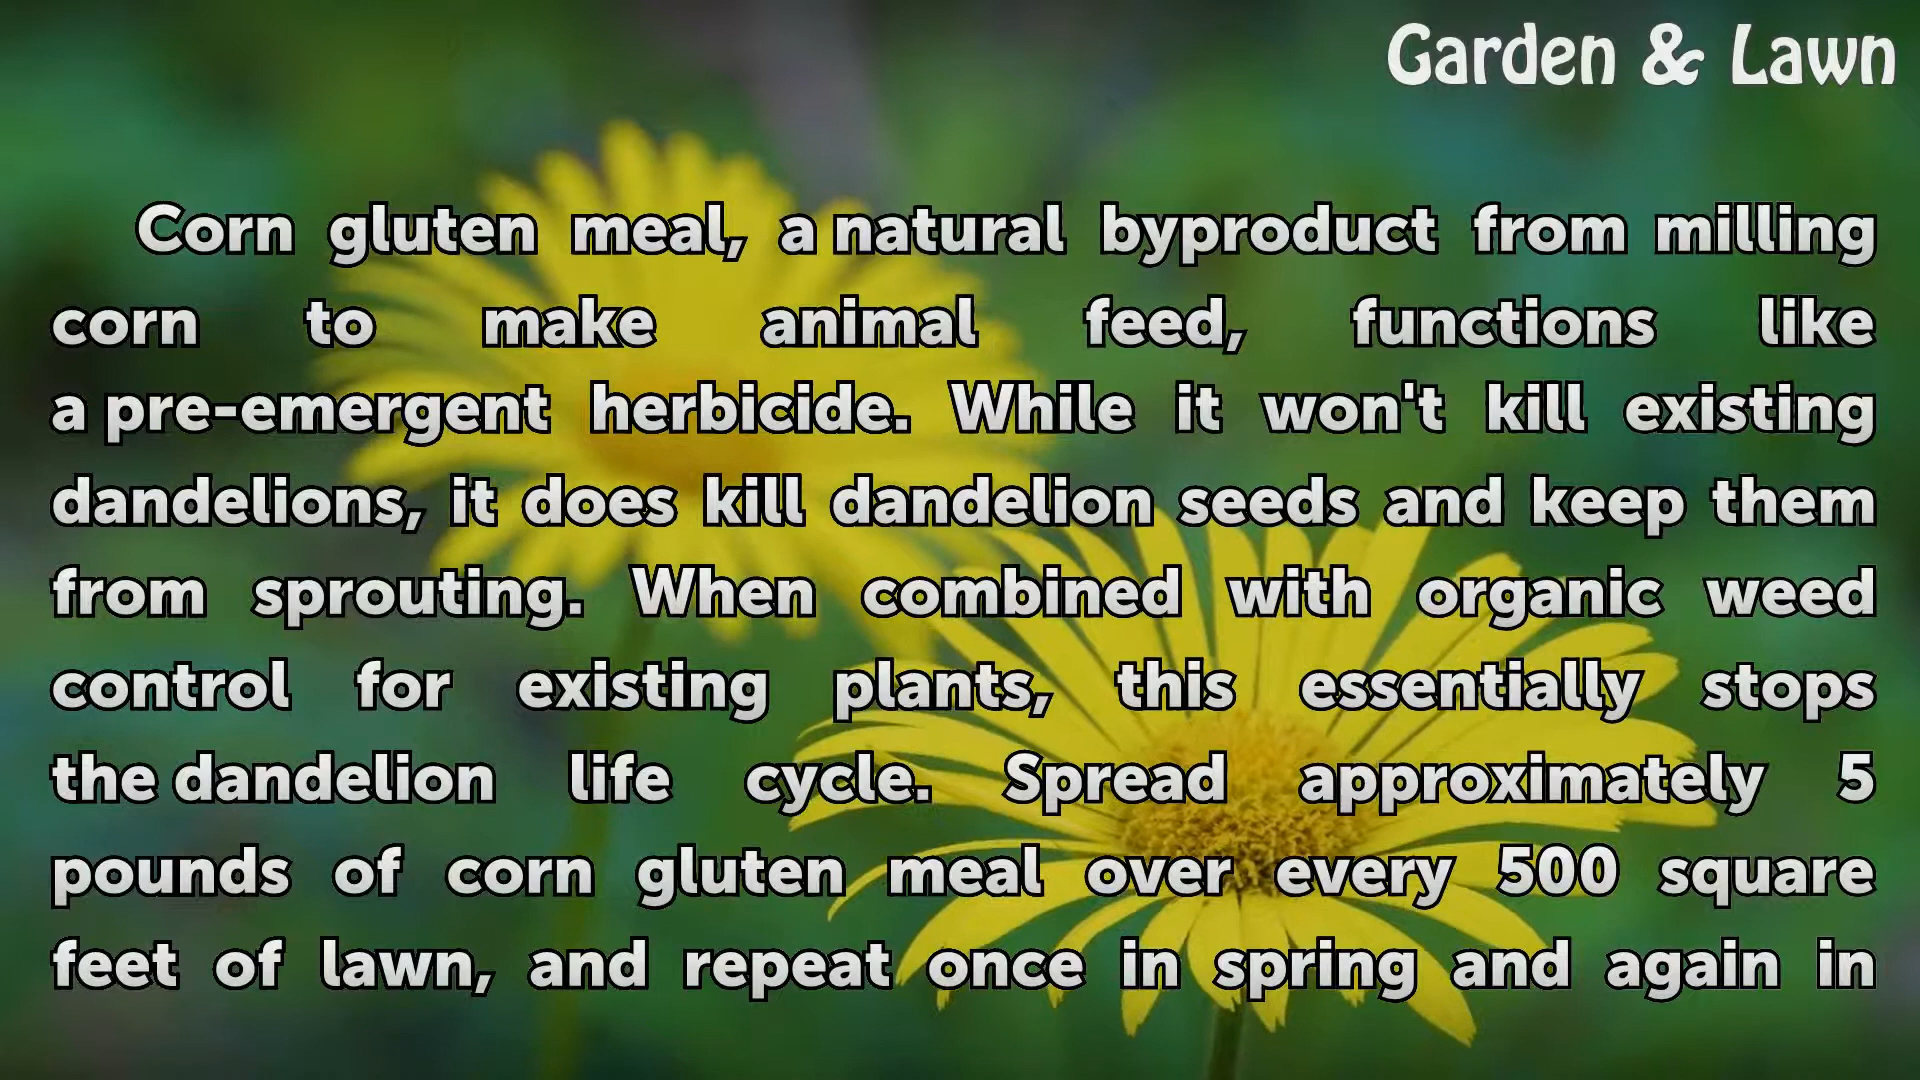 Garden & Lawn
Corn gluten meal, a natural byproduct from milling
corn to make animal feed, functions like
a pre-emergent herbicide. While it won't kill existing
dandelions, it does kill dandelion seeds and keep them
from sprouting. When combined with organic weed
control for existing plants, this essentially stops
the dandelion life cycle. Spread approximately 5
pounds of corn gluten meal over every 500 square
feet of lawn, and repeat once in spring and again in